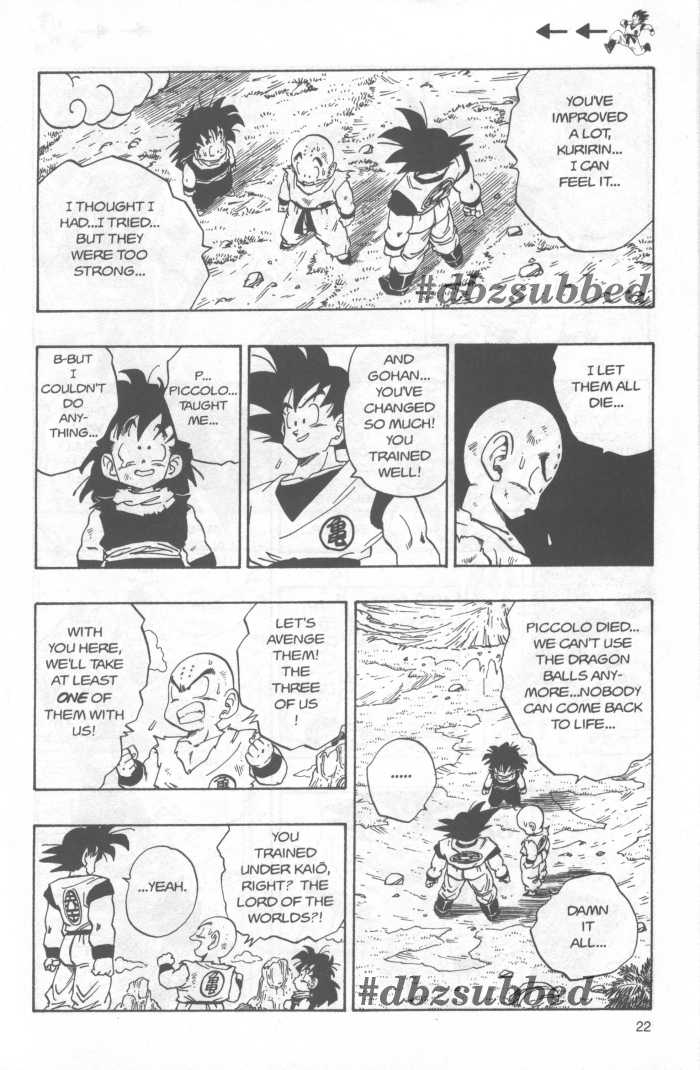 YOU'VE
IMPROVED
A LOT,
KURIRIN...
I CAN
FEEL IT...
I THOUGHT I
HAD...I TRIED...
BUT THEY
WERE TOO
STRONG...
#dbzsubbed
I LET
THEM ALL
DIE...
AND
GOHAN...
YOU'VE
CHANGED
SO MUCH!
YOU
TRAINED
WELL!
亀
P...
PICCOLO...
TAUGHT
ME...
B-BUT
I
COULDN'T
DO
ANY-
THING...
PICCOLO DIED...
WE CAN'T USE
THE DRAGON
BALLS ANY-
MORE...NOBODY
CAN COME BACK
TO LIFE...
.....
DAMN
IT
ALL...
#dbzsubbed
LET'S
AVENGE
THEM!
THE
THREE
OF US
!
WITH
YOU HERE,
WE'LL TAKE
AT LEAST
ONE OF
THEM WITH
US!
YOU
TRAINED
UNDER KAIŌ,
RIGHT? THE
LORD OF THE
WORLDS?!
...YEAH.
22